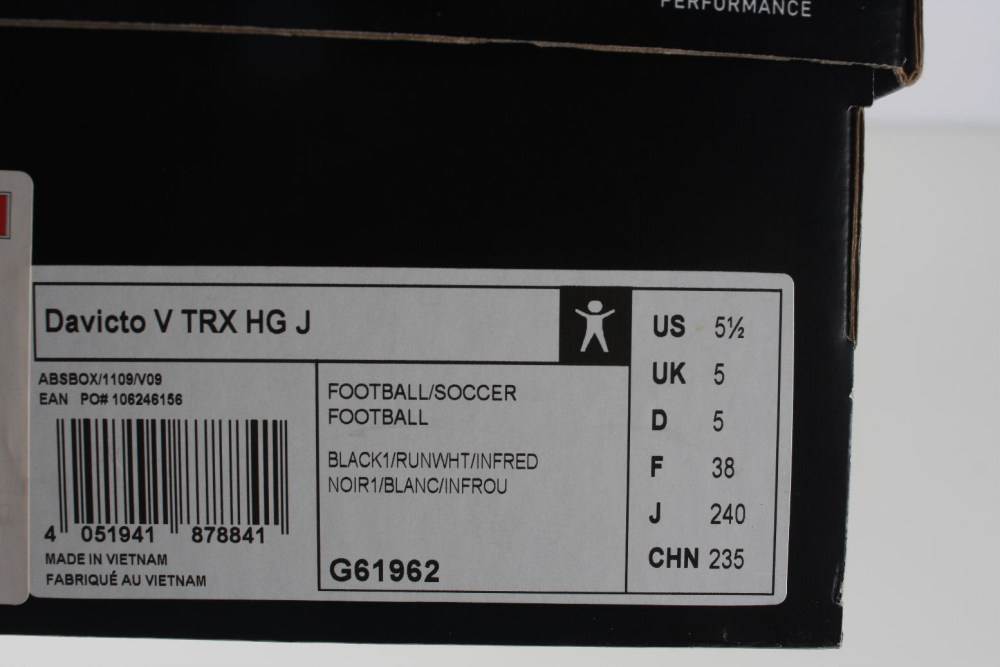 PERFORMANCE
Davicto V TRX HG J
ABSBOX/1109/V09
EAN PO# 106246156
4 051941 878841
MADE IN VIETNAM
FABRIQUÉ AU VIETNAM
FOOTBALL/SOCCER
FOOTBALL
BLACK1/RUNWHT/INFRED
NOIR1/BLANC/INFROU
G61962
US 5½
UK 5
D 5
F 38
J 240
CHN 235